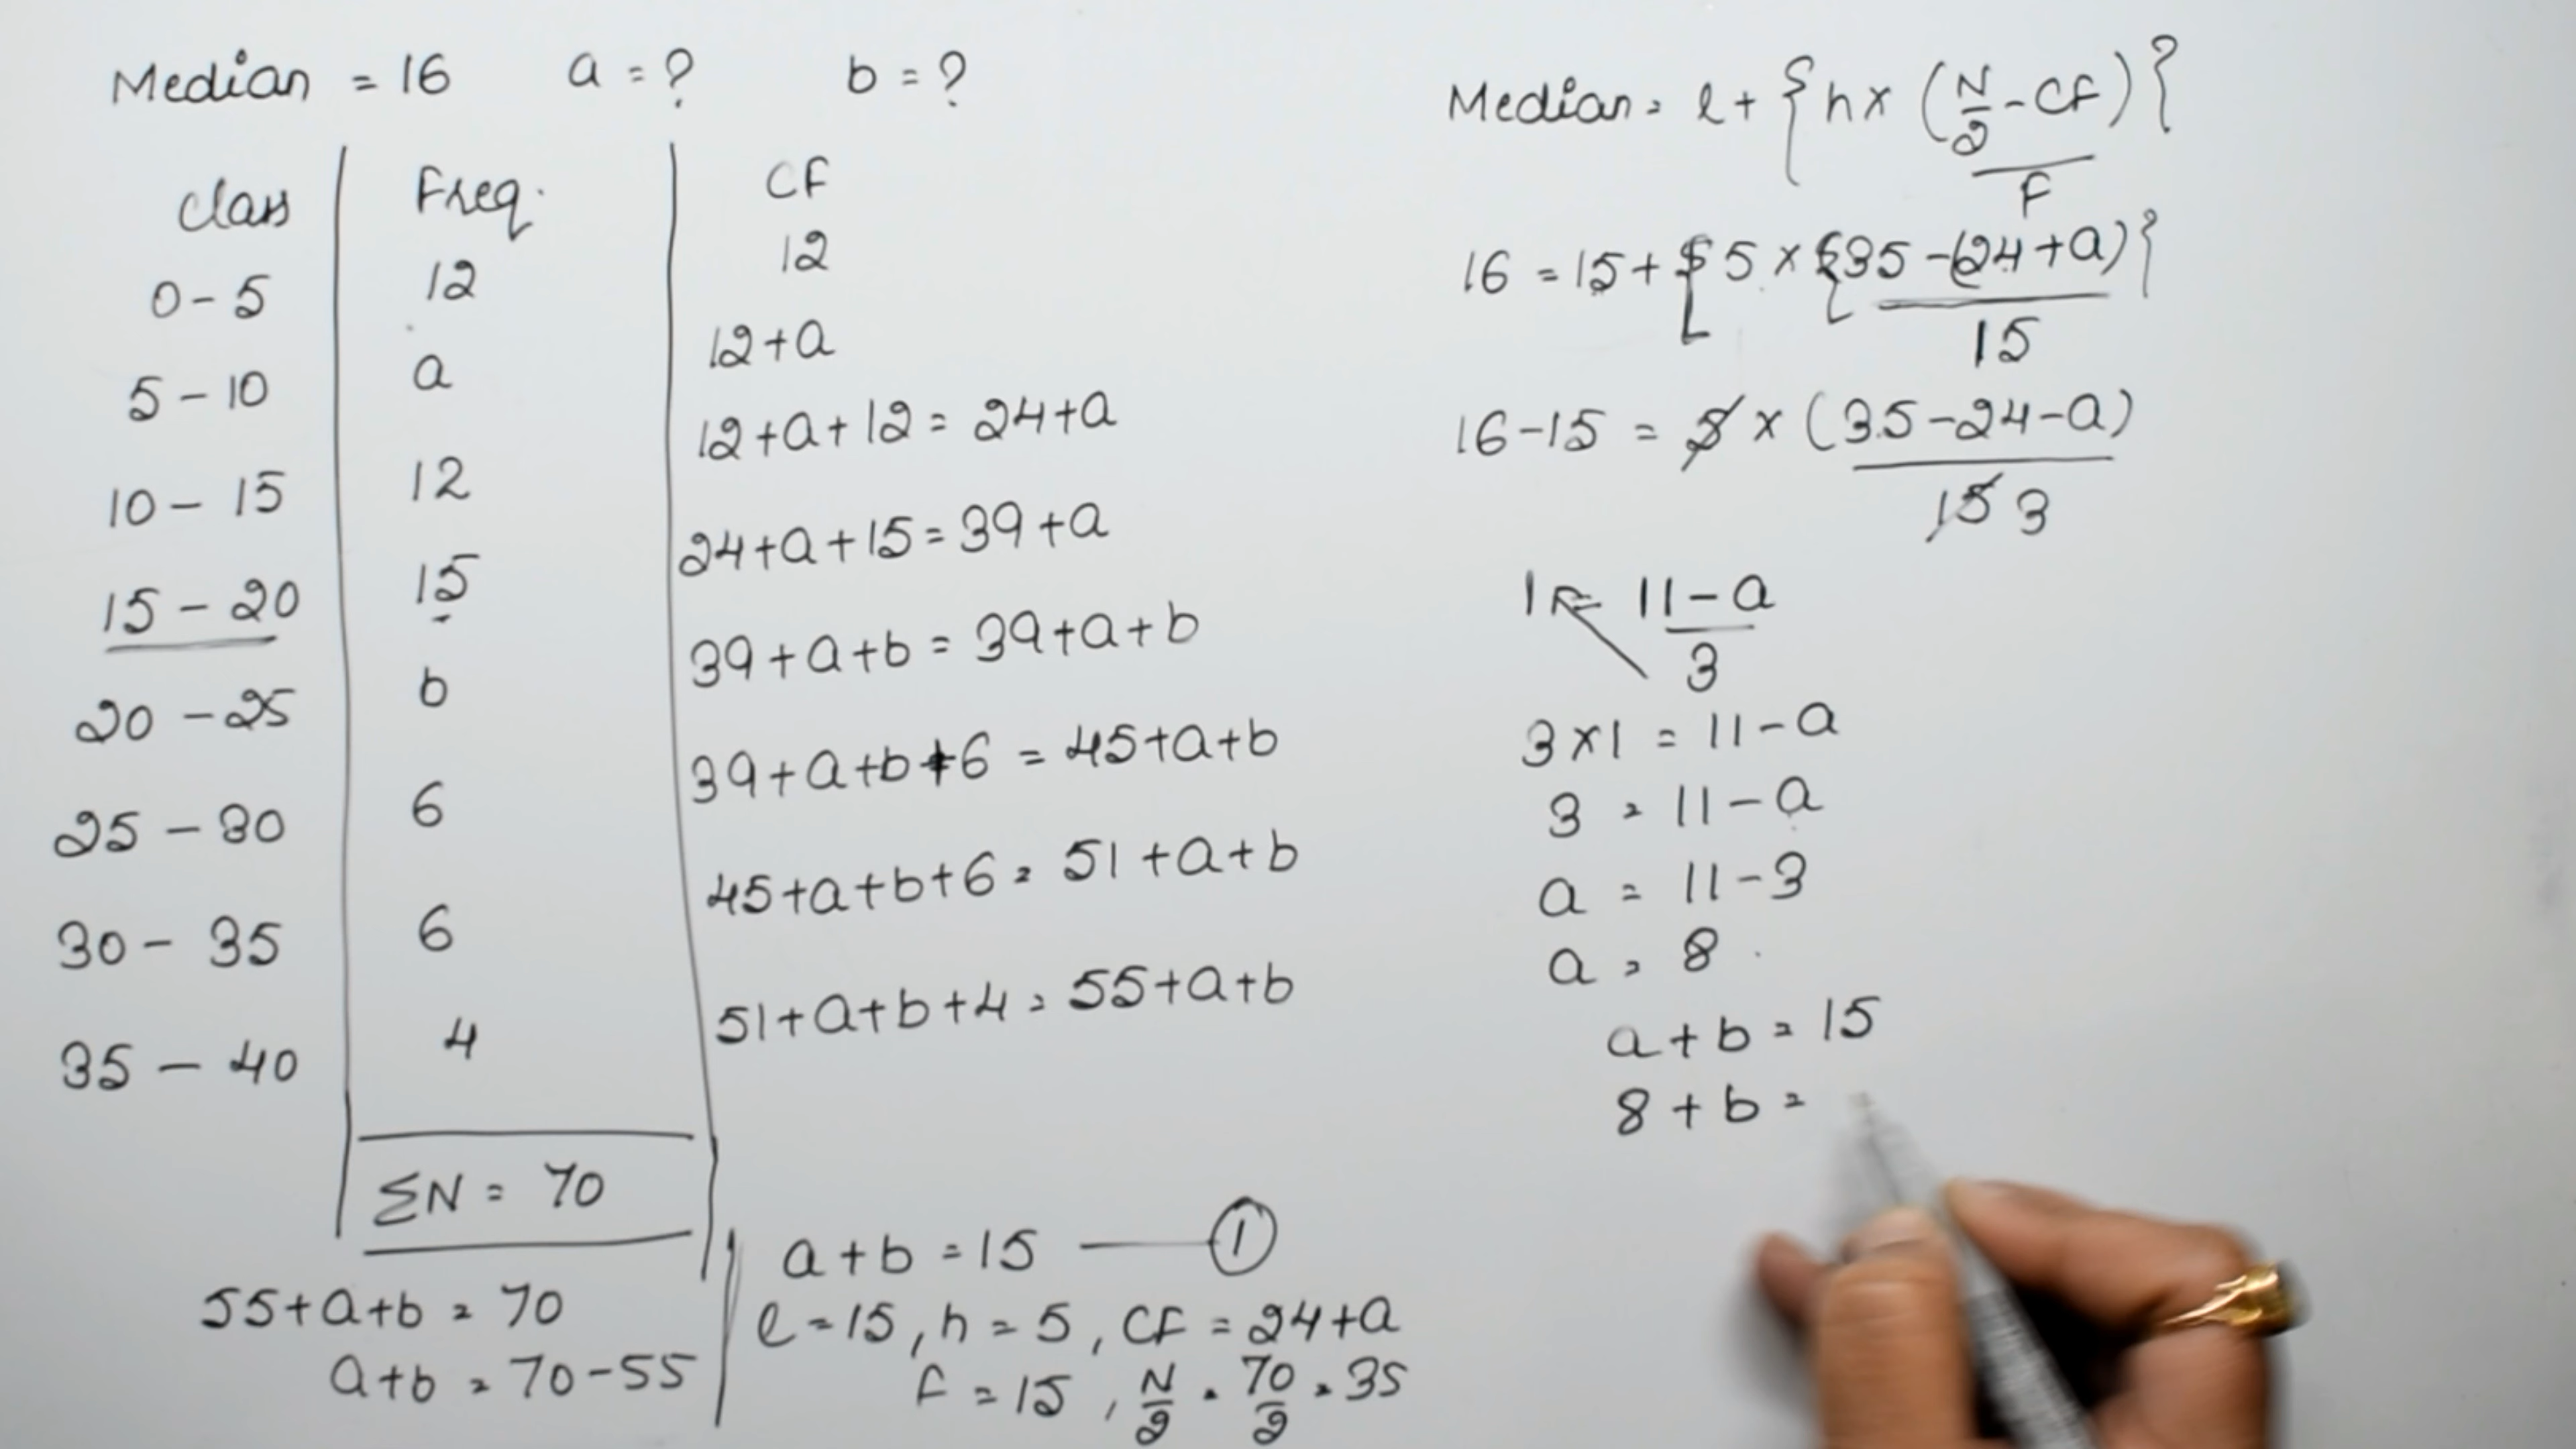 Median = 16 a = ? b = ?
Class Freq. CF
0 - 5 12 12
5 - 10 a 12+a
10 - 15 12 12+a+12 = 24+a
15 - 20 15 24+a+15 = 39+a
20 - 25 b 39+a+b = 39+a+b
25 - 30 6 39+a+b+6 = 45+a+b
30 - 35 6 45+a+b+6 = 51+a+b
35 - 40 4 51+a+b+4 = 55+a+b
ΣN = 70
55+a+b = 70
a+b = 70-55
a+b = 15 — ①
l = 15, h = 5, CF = 24+a
F = 15, N/2 = 70/2 = 35
Median = l + {h x (N/2 - CF)/F}
16 = 15 + [5 x {35-(24+a)}/15
16-15 = 5 x (35-24-a)/15 3
1 = 11-a/3
3x1 = 11-a
3 = 11-a
a = 11-3
a = 8
a+b = 15
8+b =